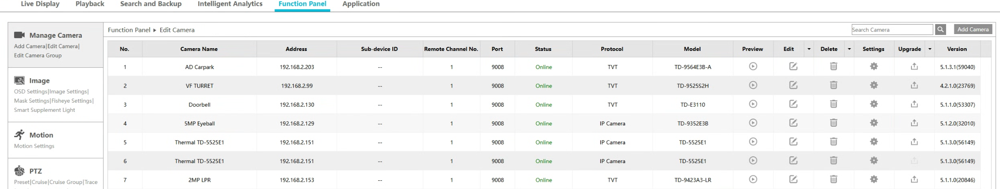 Live Display Playback Search and Backup Intelligent Analytics Function Panel Application
Manage Camera
Add Camera|Edit Camera|
Edit Camera Group
Image
OSD Settings|Image Settings|
Mask Settings|Fisheye Settings|
Smart Supplement Light
Motion
Motion Settings
PTZ
Preset|Cruise|Cruise Group|Trace
Function Panel ▸ Edit Camera
Search Camera Add Camera
No. Camera Name Address Sub-device ID Remote Channel No. Port Status Protocol Model Preview Edit Delete Settings Upgrade Version
1 AD Carpark 192.168.2.203 -- 1 9008 Online TVT TD-9564E3B-A 5.1.3.1(59040)
2 VF TURRET 192.168.2.99 -- 1 9008 Online TVT TD-9525S2H 4.2.1.0(23769)
3 Doorbell 192.168.2.130 -- 1 9008 Online TVT TD-E3110 5.1.1.0(53307)
4 5MP Eyeball 192.168.2.129 -- 1 9008 Online IP Camera TD-9352E3B 5.1.2.0(32010)
5 Thermal TD-5525E1 192.168.2.151 -- 1 9008 Online IP Camera TD-5525E1 5.1.3.0(56149)
6 Thermal TD-5525E1 192.168.2.151 -- 1 9008 Online IP Camera TD-5525E1 5.1.3.0(56149)
7 2MP LPR 192.168.2.153 -- 1 9008 Online TVT TD-9423A3-LR 5.1.1.0(20846)